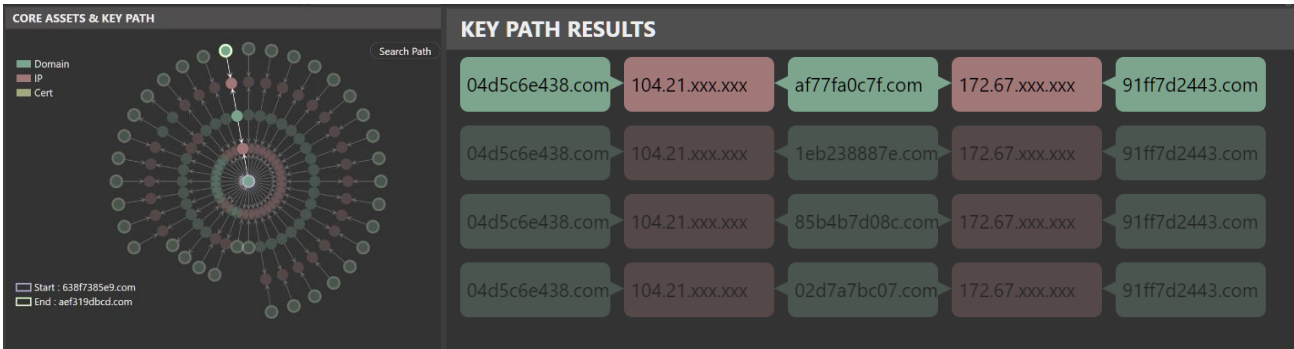 CORE ASSETS & KEY PATH
Search Path
Domain
IP
Cert
Start : 638f7385e9.com
End : aef319dbcd.com
KEY PATH RESULTS
04d5c6e438.com 104.21.xxx.xxx af77fa0c7f.com 172.67.xxx.xxx 91ff7d2443.com
04d5c6e438.com 104.21.xxx.xxx 1eb238887e.com 172.67.xxx.xxx 91ff7d2443.com
04d5c6e438.com 104.21.xxx.xxx 85b4b7d08c.com 172.67.xxx.xxx 91ff7d2443.com
04d5c6e438.com 104.21.xxx.xxx 02d7a7bc07.com 172.67.xxx.xxx 91ff7d2443.com